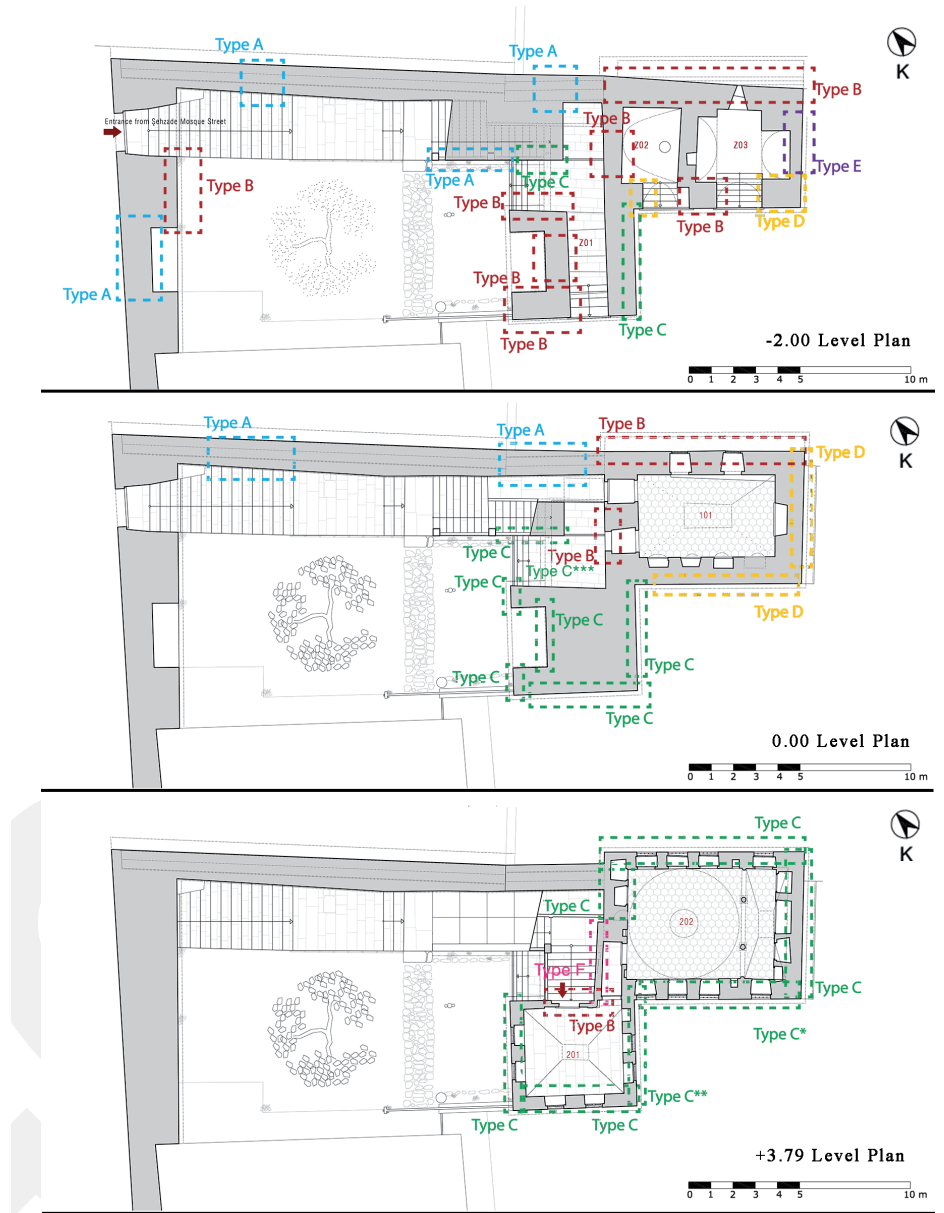 Type A
Type A
K
Type B
Entrance from Şehzade Mosque Street
Type B
Z02
Z03
Type B
Type A
Type C
Type E
Type B
Type B
Type D
Z01
Type A
Type B
Type B
Type C
Type B
-2.00 Level Plan
0 1 2 3 4 5 10 m
Type A
Type A
Type B
K
Type D
101
Type C
Type B
Type C***
Type C
Type C
Type D
Type C
Type C
Type C
0.00 Level Plan
0 1 2 3 4 5 10 m
Type C
K
Type C
202
Type F
Type C
Type B
Type C*
201
Type C**
Type C
Type C
+3.79 Level Plan
0 1 2 3 4 5 10 m